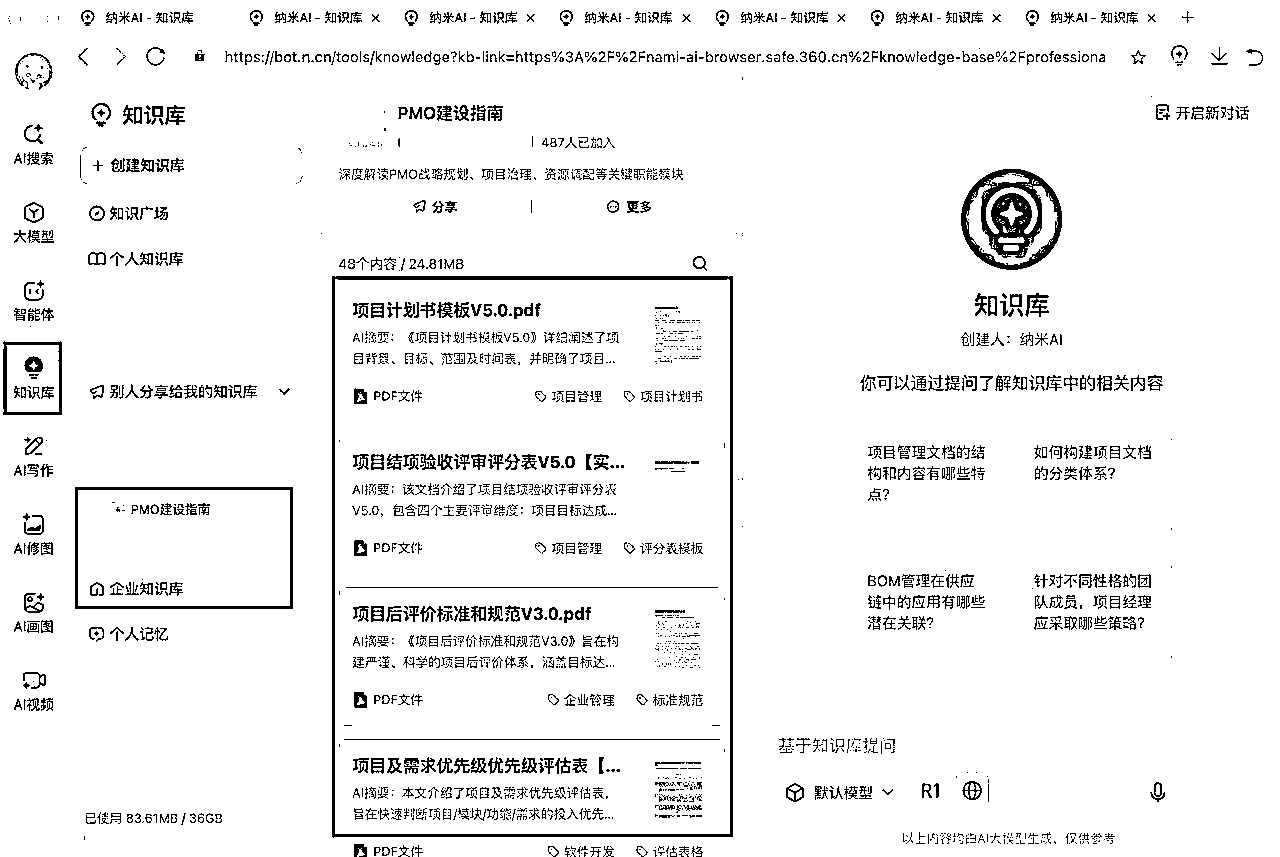 纳米AI - 知识库
纳米AI - 知识库
纳米AI - 知识库
纳米AI - 知识库
纳米AI - 知识库
纳米AI - 知识库
纳米AI - 知识库
https://bot.n.cn/tools/knowledge?kb-link=https%3A%2F%2Fnami-ai-browser.safe.360.cn%2Fknowledge-base%2Fprofessiona
AI搜索
大模型
智能体
知识库
AI写作
AI修图
AI画图
AI视频
知识库
+ 创建知识库
知识广场
个人知识库
别人分享给我的知识库
PMO建设指南
企业知识库
个人记忆
已使用 83.61MB / 36GB
PMO建设指南
487人已加入
深度解读PMO战略规划、项目治理、资源调配等关键职能模块
分享
更多
48个内容 / 24.81MB
项目计划书模板V5.0.pdf
AI摘要：《项目计划书模板V5.0》详细阐述了项
目背景、目标、范围及时间表，并明确了项目...
PDF文件 项目管理 项目计划书
项目结项验收评审评分表V5.0【实...
AI摘要：该文档介绍了项目结项验收评审评分表
V5.0，包含四个主要评审维度：项目目标达成...
PDF文件 项目管理 评分表模板
项目后评价标准和规范V3.0.pdf
AI摘要：《项目后评价标准和规范V3.0》旨在构
建严谨、科学的项目后评价体系，涵盖目标达...
PDF文件 企业管理 标准规范
项目及需求优先级优先级评估表【...
AI摘要：本文介绍了项目及需求优先级评估表，
旨在快速判断项目/模块/功能/需求的投入优先...
PDF文件 软件开发 评估表格
开启新对话
知识库
创建人：纳米AI
你可以通过提问了解知识库中的相关内容
项目管理文档的结
构和内容有哪些特
点？
如何构建项目文档
的分类体系？
BOM管理在供应
链中的应用有哪些
潜在关联？
针对不同性格的团
队成员，项目经理
应采取哪些策略？
基于知识库提问
默认模型 R1
以上内容均由AI大模型生成，仅供参考